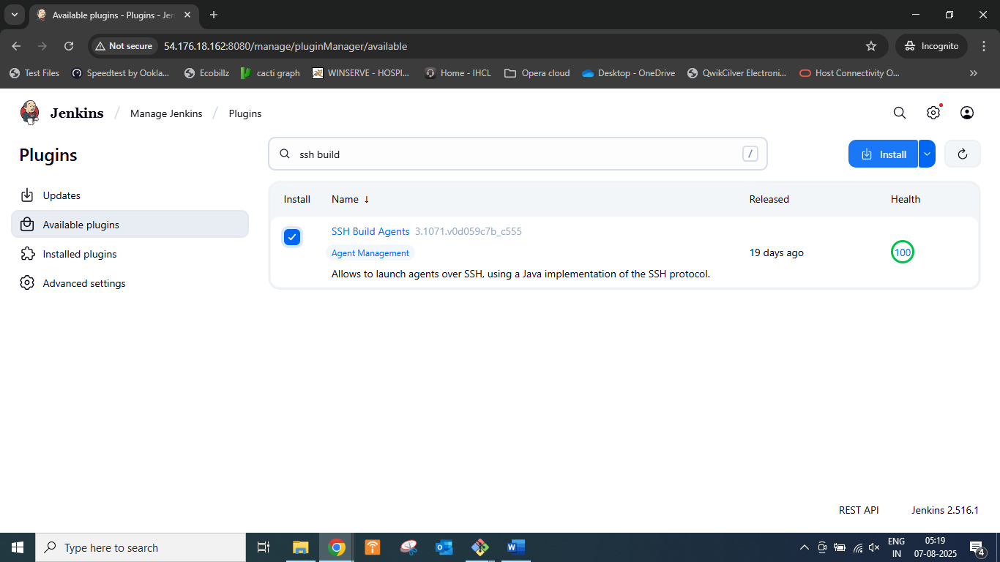 Available plugins - Plugins - Jen
Not secure 54.176.18.162:8080/manage/pluginManager/available Incognito
Test Files Speedtest by Ookla... Ecobillz cacti graph WINSERVE - HOSPI... Home - IHCL Opera cloud Desktop - OneDrive QwikCilver Electroni... Host Connectivity O... »
Jenkins / Manage Jenkins / Plugins
Plugins
ssh build /
Install
Updates
Available plugins
Installed plugins
Advanced settings
Install Name ↓ Released Health
SSH Build Agents 3.1071.v0d059c7b_c555
Agent Management
19 days ago 100
Allows to launch agents over SSH, using a Java implementation of the SSH protocol.
REST API Jenkins 2.516.1
Type here to search
ENG
IN
05:19
07-08-2025
4